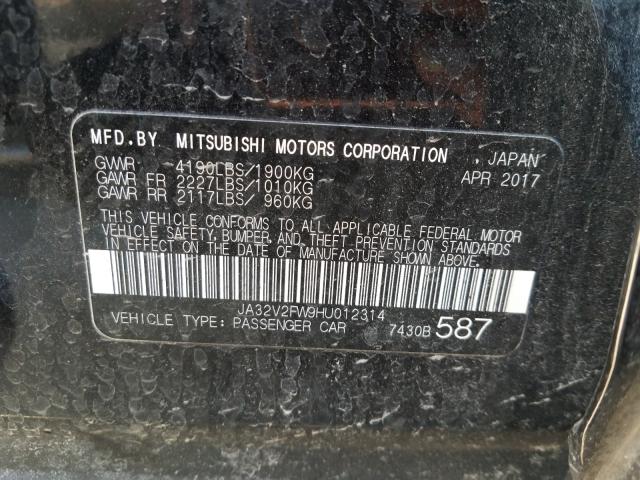 MFD.BY MITSUBISHI MOTORS CORPORATION , JAPAN
GVWR 4190LBS/1900KG APR 2017
GAWR FR 2227LBS/1010KG
GAWR RR 2117LBS/ 960KG
THIS VEHICLE CONFORMS TO ALL APPLICABLE FEDERAL MOTOR
VEHICLE SAFETY, BUMPER, AND THEFT PREVENTION STANDARDS
IN EFFECT ON THE DATE OF MANUFACTURE SHOWN ABOVE.
JA32V2FW9HU012314
VEHICLE TYPE: PASSENGER CAR 7430B 587